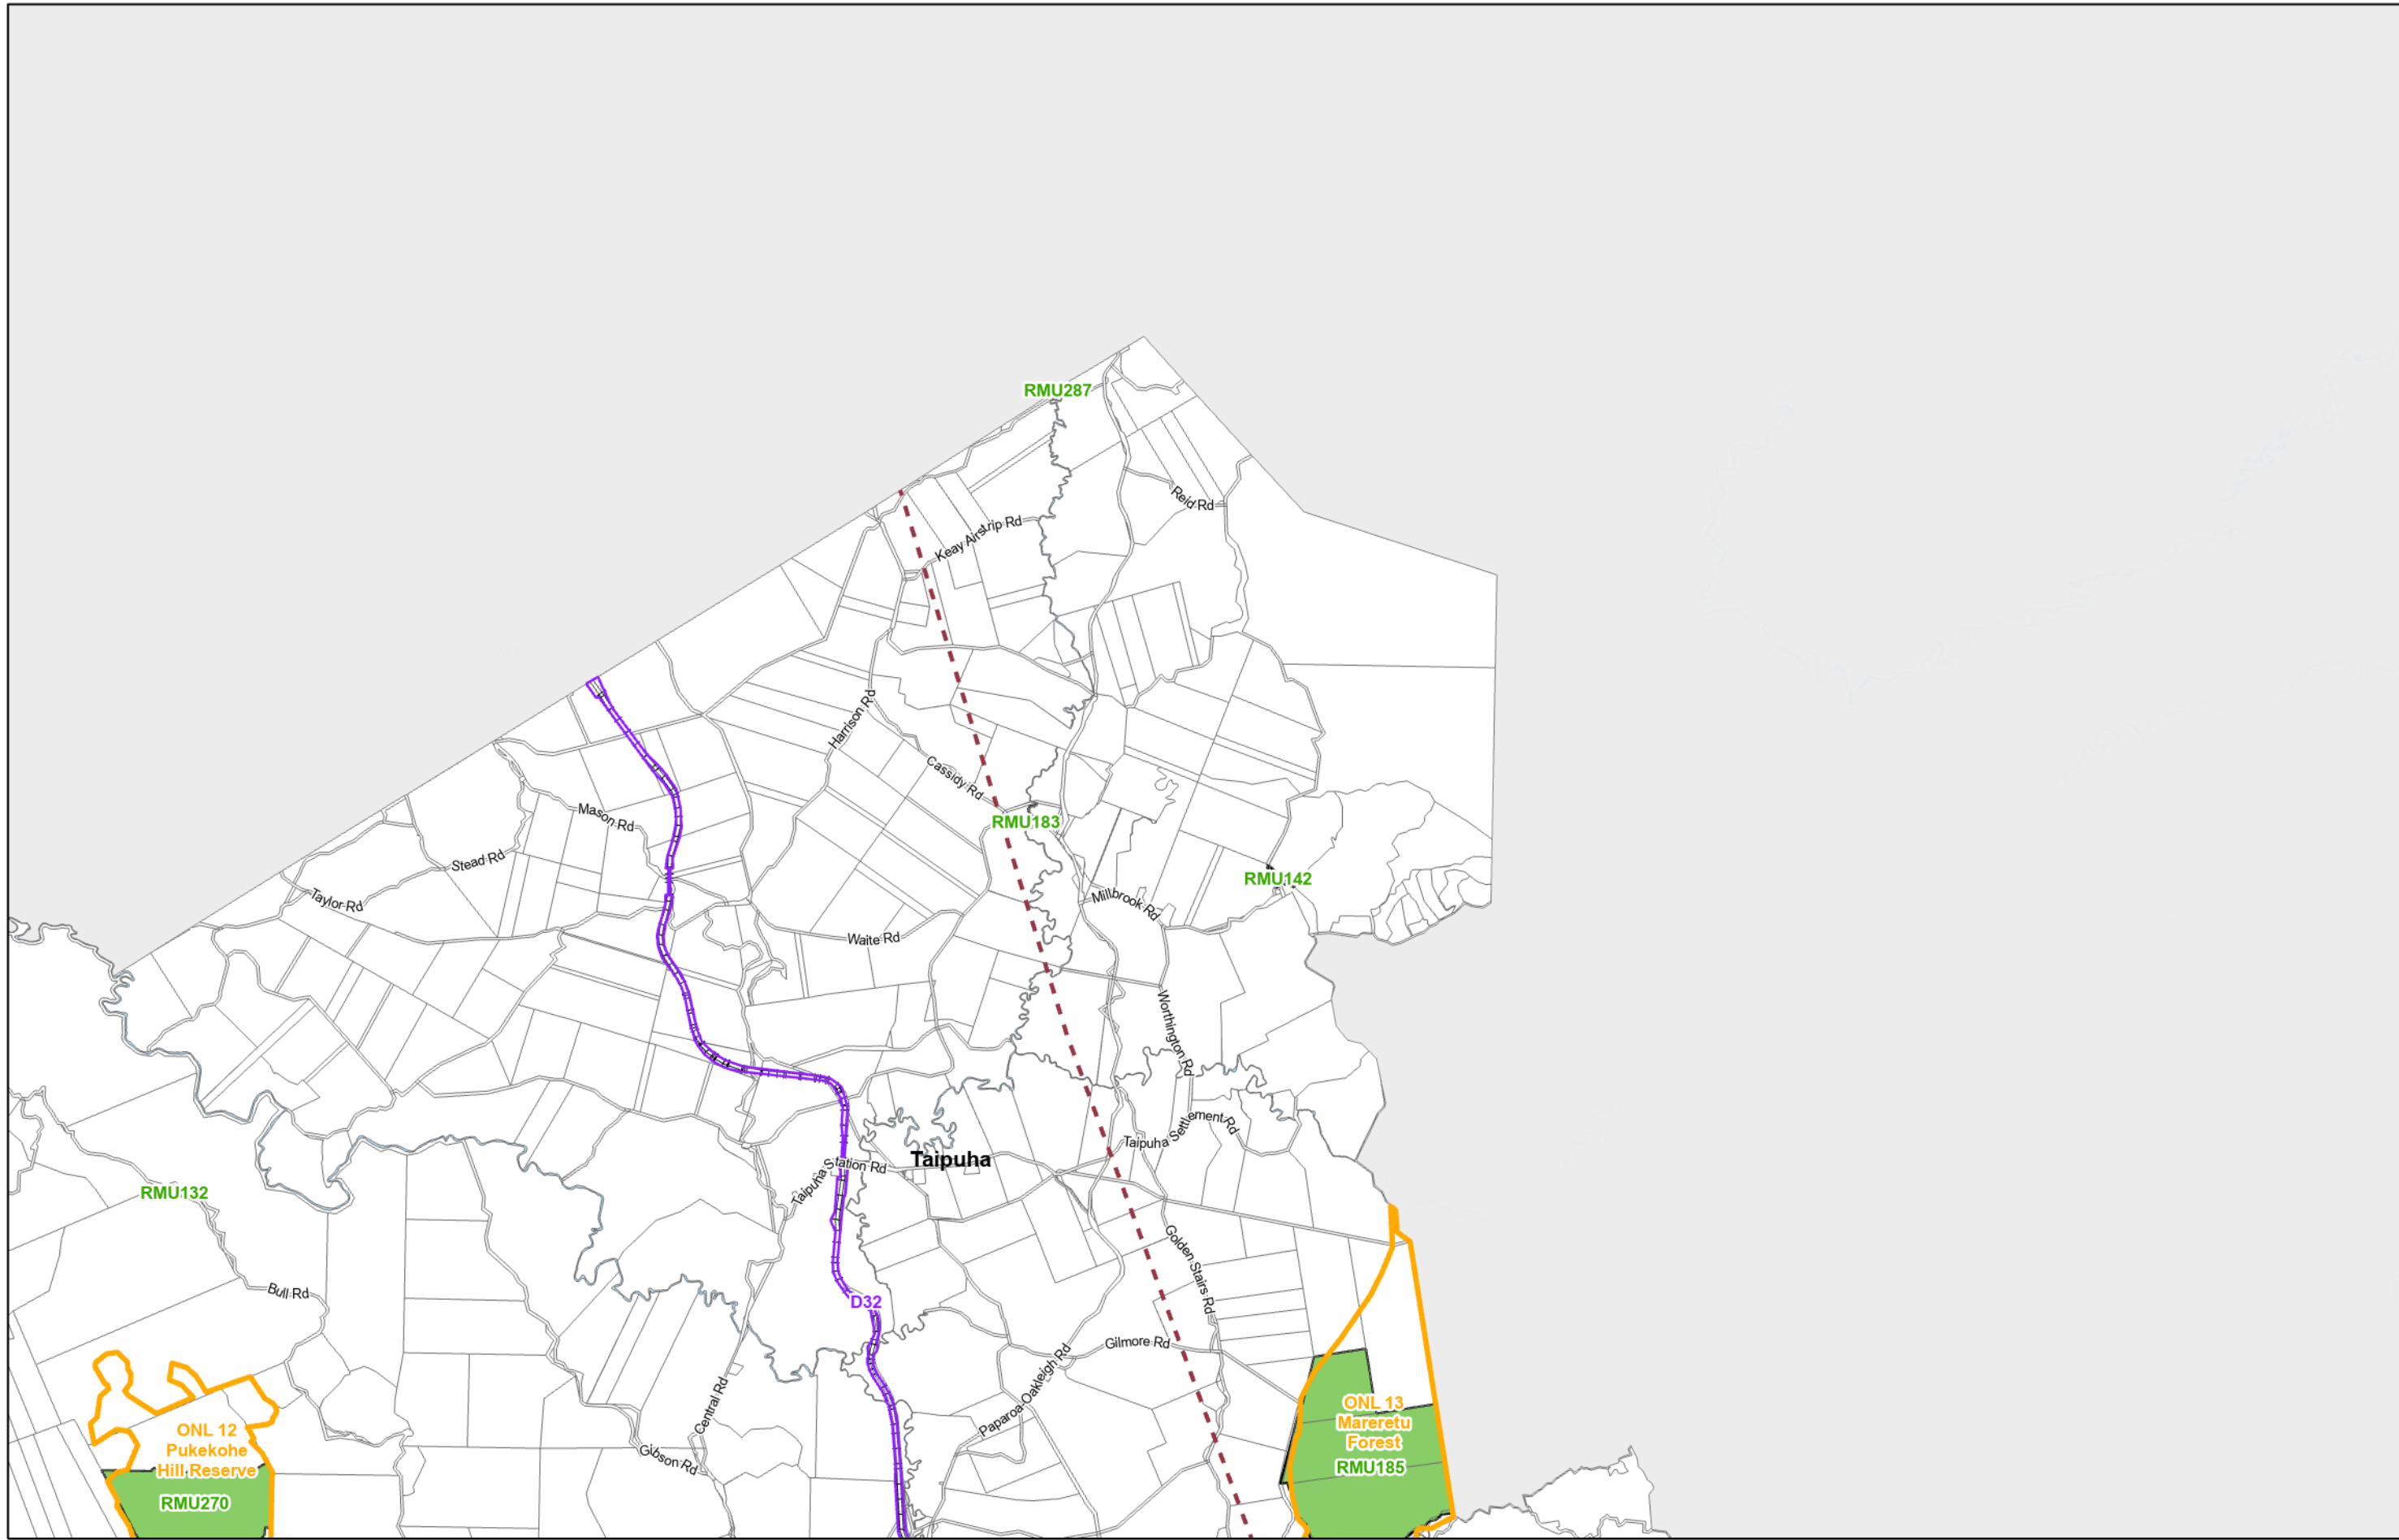 RMU287
Reid Rd
Keay Airstrip Rd
Harrison Rd
Cassidy Rd
Mason Rd
RMU183
Stead Rd
RMU142
Taylor Rd
Millbrook Rd
Waite Rd
Worthington Rd
Taipuha Settlement Rd
Taipuha
Taipuha Station Rd
RMU132
Golden Stairs Rd
Bull Rd
D32
Gilmore Rd
Paparoa-Oakleigh Rd
Central Rd
ONL 13
Mareretu
Forest
RMU185
ONL 12
Pukekohe
Hill Reserve
Gibson Rd
RMU270